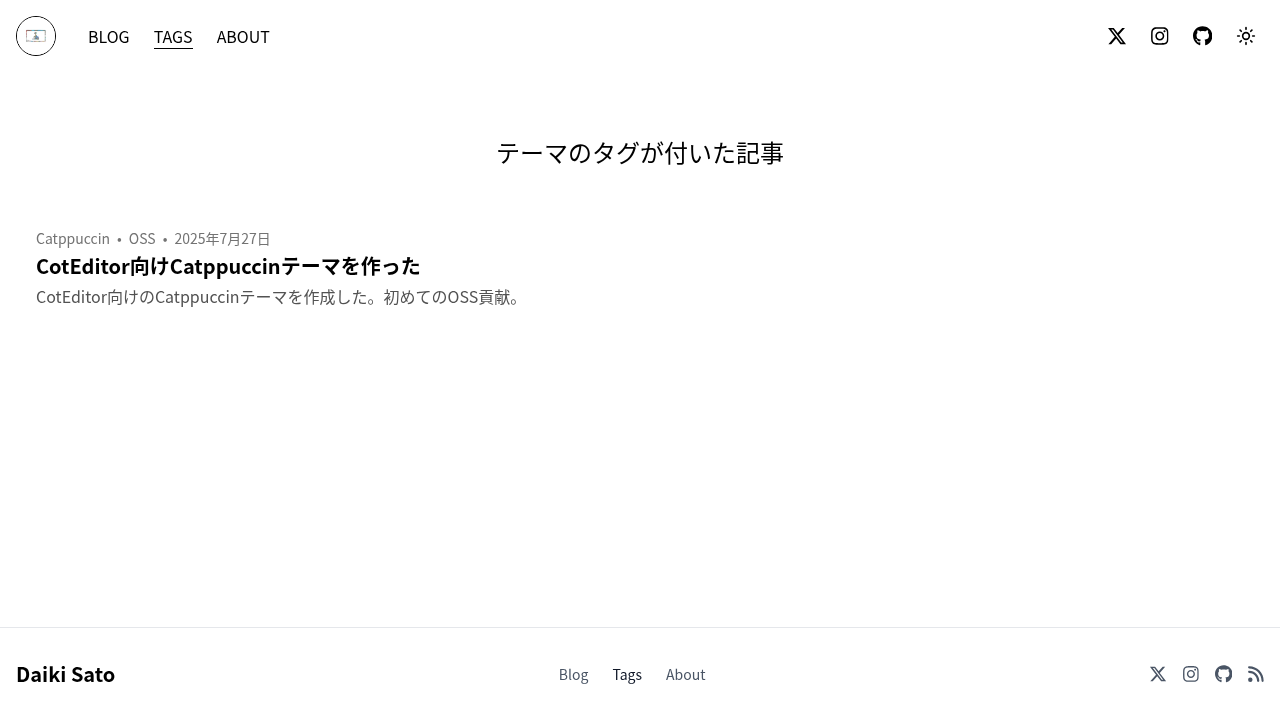 BLOG TAGS ABOUT
テーマのタグが付いた記事
Catppuccin • OSS • 2025年7月27日
CotEditor向けCatppuccinテーマを作った
CotEditor向けのCatppuccinテーマを作成した。初めてのOSS貢献。
Daiki Sato
Blog Tags About